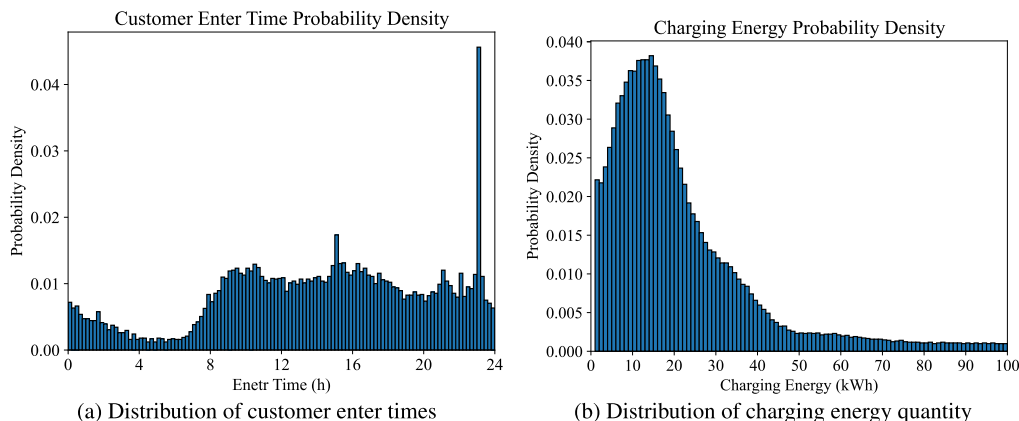 Customer Enter Time Probability Density
Probability Density
0.04
0.03
0.02
0.01
0.00
0 4 8 12 16 20 24
Enetr Time (h)
(a) Distribution of customer enter times
Charging Energy Probability Density
Probability Density
0.040
0.035
0.030
0.025
0.020
0.015
0.010
0.005
0.000
0 10 20 30 40 50 60 70 80 90 100
Charging Energy (kWh)
(b) Distribution of charging energy quantity